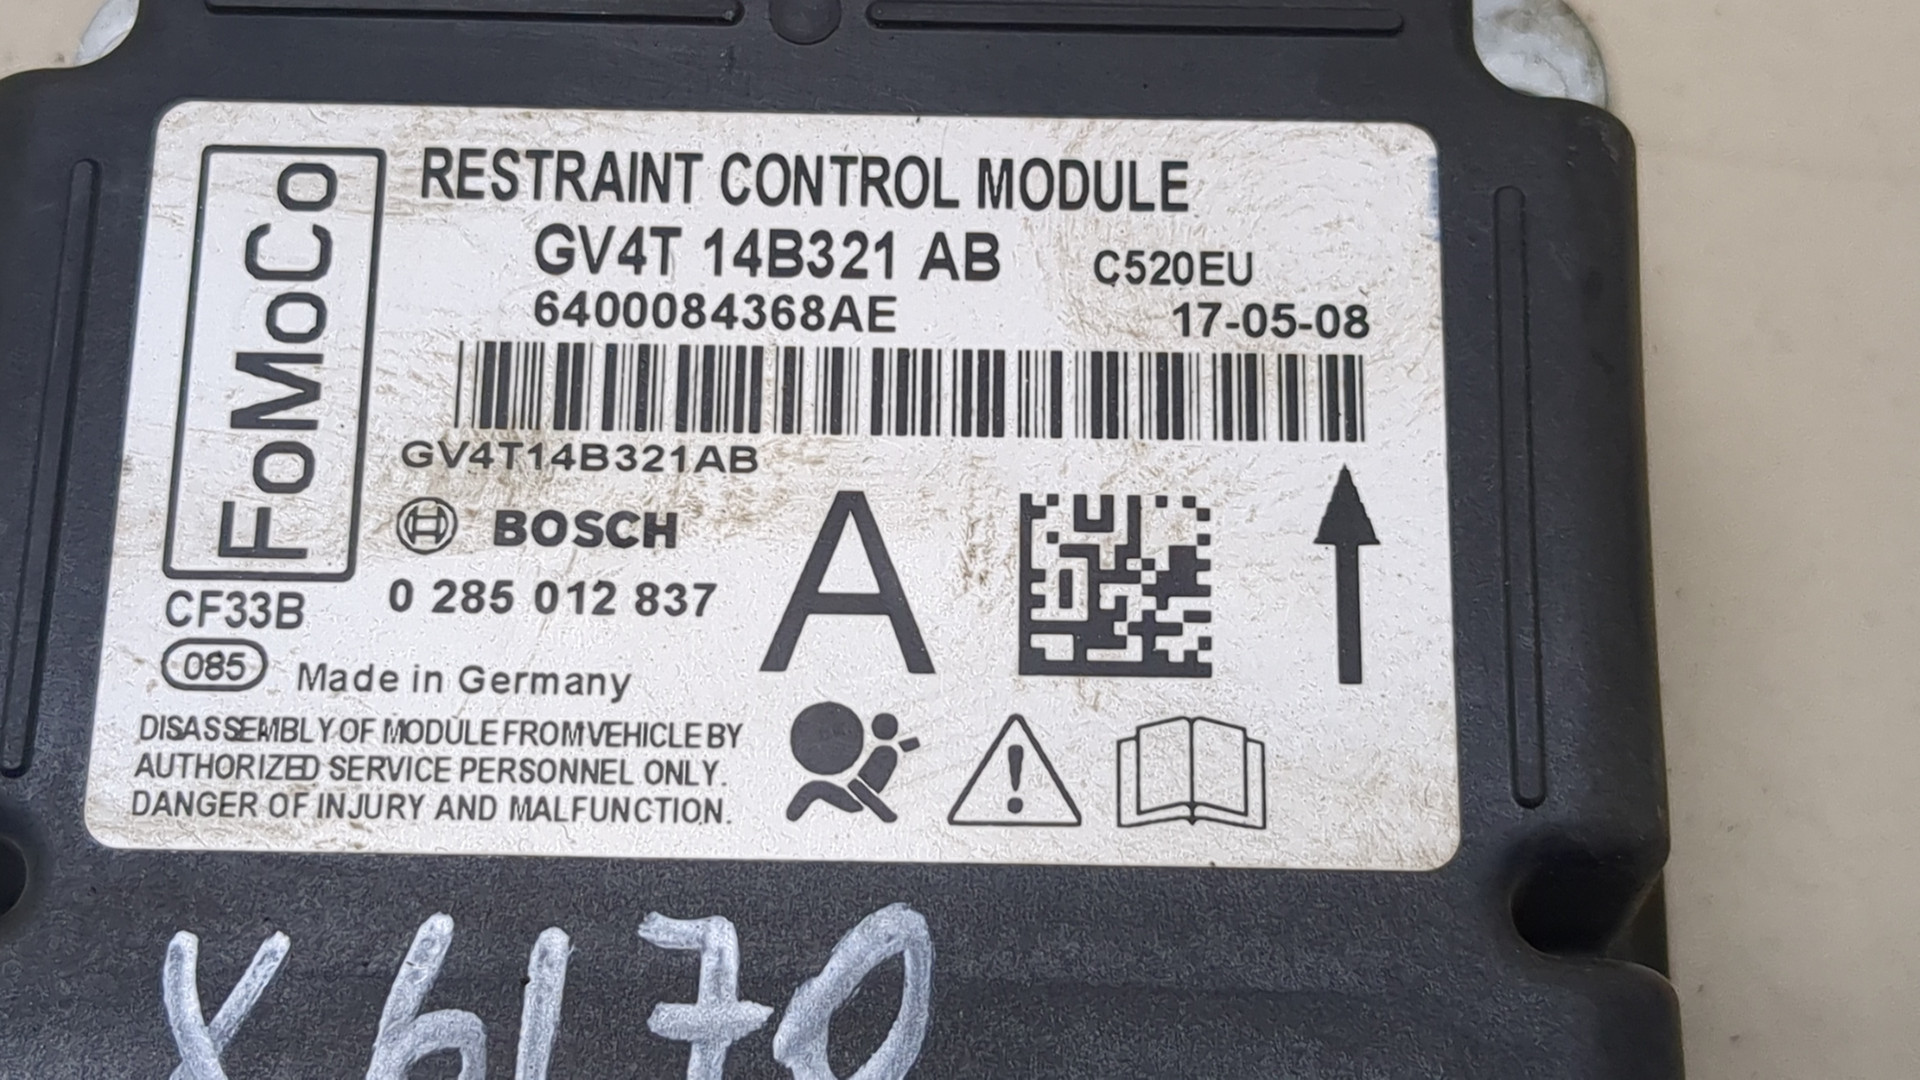 FoMoCo
RESTRAINT CONTROL MODULE
GV4T 14B321 AB C520EU
6400084368AE 17-05-08
GV4T14B321AB
BOSCH
A
CF33B 0 285 012 837
085 Made in Germany
DISASSEMBLY OF MODULE FROM VEHICLE BY
AUTHORIZED SERVICE PERSONNEL ONLY.
DANGER OF INJURY AND MALFUNCTION.